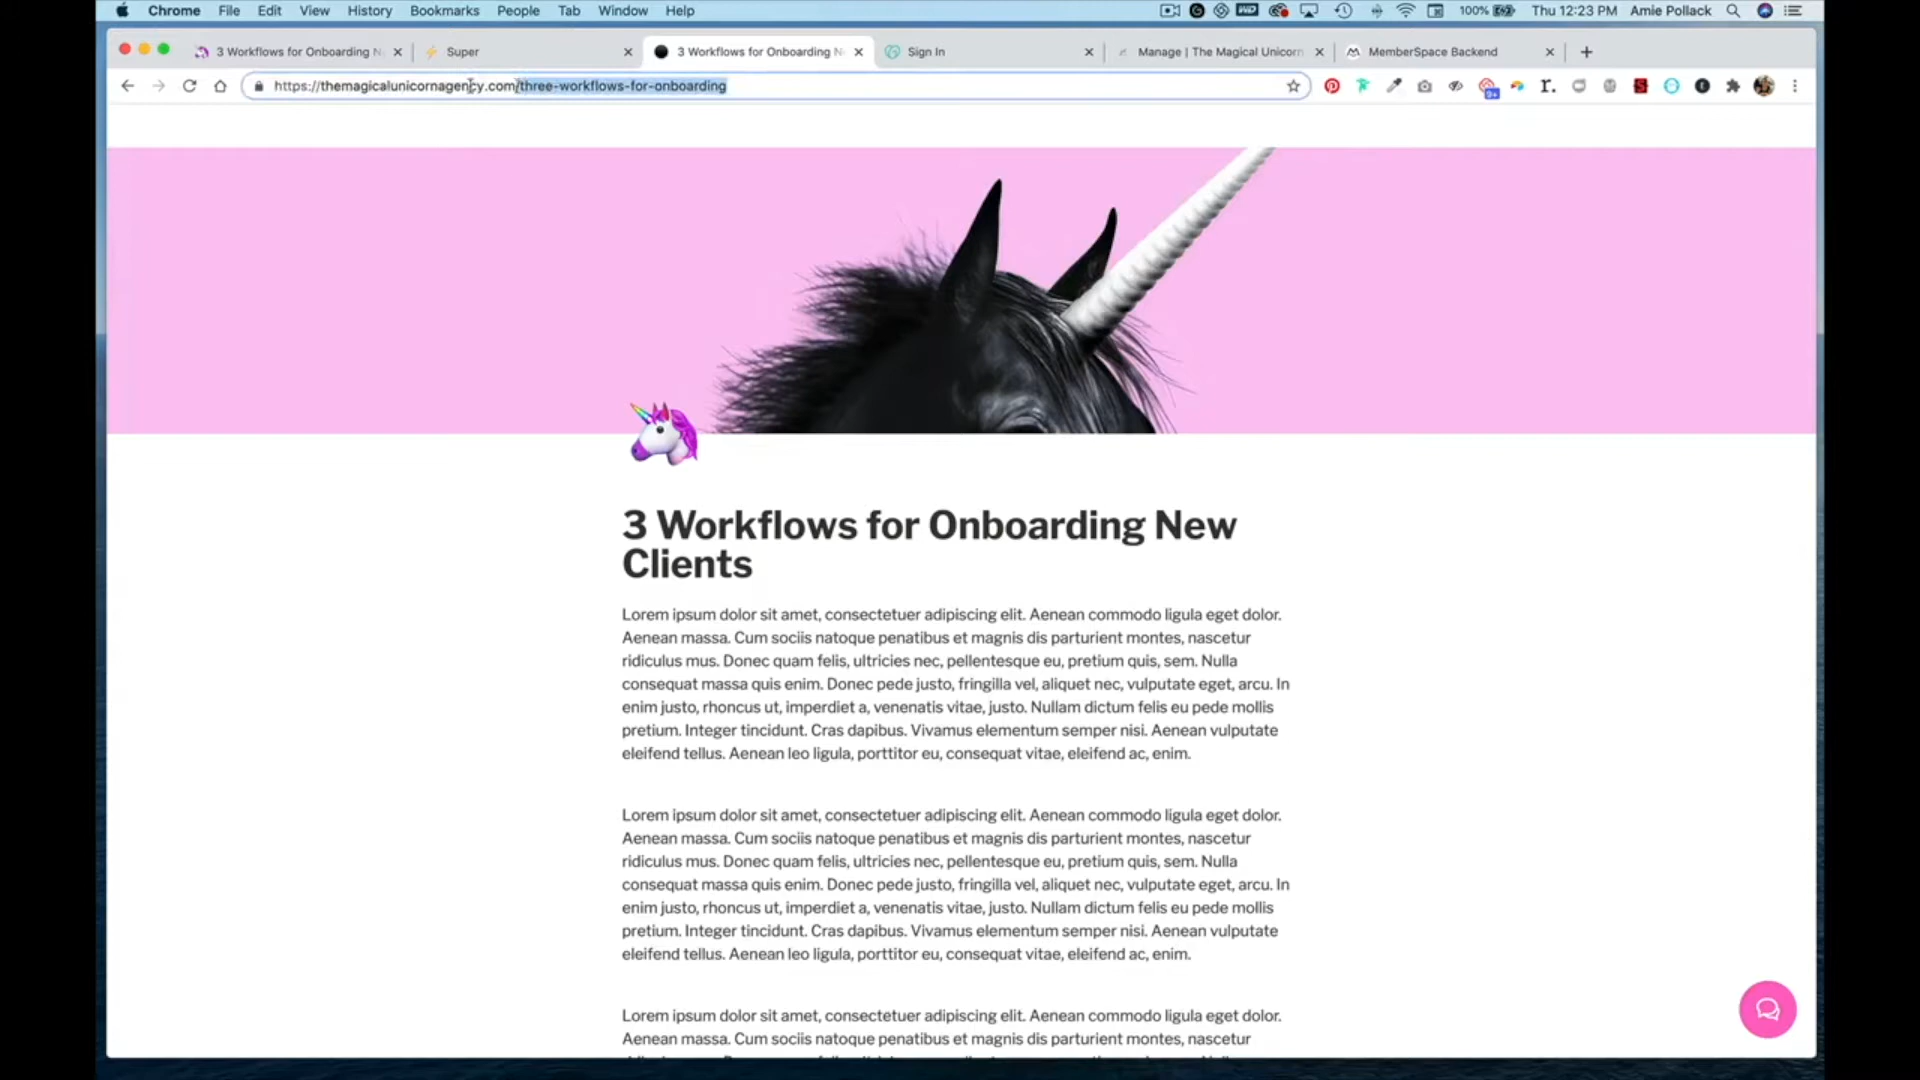 Chrome File Edit View History Bookmarks People Tab Window Help 100% Thu 12:23 PM Amie Pollack
3 Workflows for Onboarding N Super 3 Workflows for Onboarding N Sign In Manage | The Magical Unicorn MemberSpace Backend
https://themagicalunicornagency.com/three-workflows-for-onboarding 9+ r.
3 Workflows for Onboarding New
Clients
Lorem ipsum dolor sit amet, consectetuer adipiscing elit. Aenean commodo ligula eget dolor.
Aenean massa. Cum sociis natoque penatibus et magnis dis parturient montes, nascetur
ridiculus mus. Donec quam felis, ultricies nec, pellentesque eu, pretium quis, sem. Nulla
consequat massa quis enim. Donec pede justo, fringilla vel, aliquet nec, vulputate eget, arcu. In
enim justo, rhoncus ut, imperdiet a, venenatis vitae, justo. Nullam dictum felis eu pede mollis
pretium. Integer tincidunt. Cras dapibus. Vivamus elementum semper nisi. Aenean vulputate
eleifend tellus. Aenean leo ligula, porttitor eu, consequat vitae, eleifend ac, enim.
Lorem ipsum dolor sit amet, consectetuer adipiscing elit. Aenean commodo ligula eget dolor.
Aenean massa. Cum sociis natoque penatibus et magnis dis parturient montes, nascetur
ridiculus mus. Donec quam felis, ultricies nec, pellentesque eu, pretium quis, sem. Nulla
consequat massa quis enim. Donec pede justo, fringilla vel, aliquet nec, vulputate eget, arcu. In
enim justo, rhoncus ut, imperdiet a, venenatis vitae, justo. Nullam dictum felis eu pede mollis
pretium. Integer tincidunt. Cras dapibus. Vivamus elementum semper nisi. Aenean vulputate
eleifend tellus. Aenean leo ligula, porttitor eu, consequat vitae, eleifend ac, enim.
Lorem ipsum dolor sit amet, consectetuer adipiscing elit. Aenean commodo ligula eget dolor.
Aenean massa. Cum sociis natoque penatibus et magnis dis parturient montes, nascetur